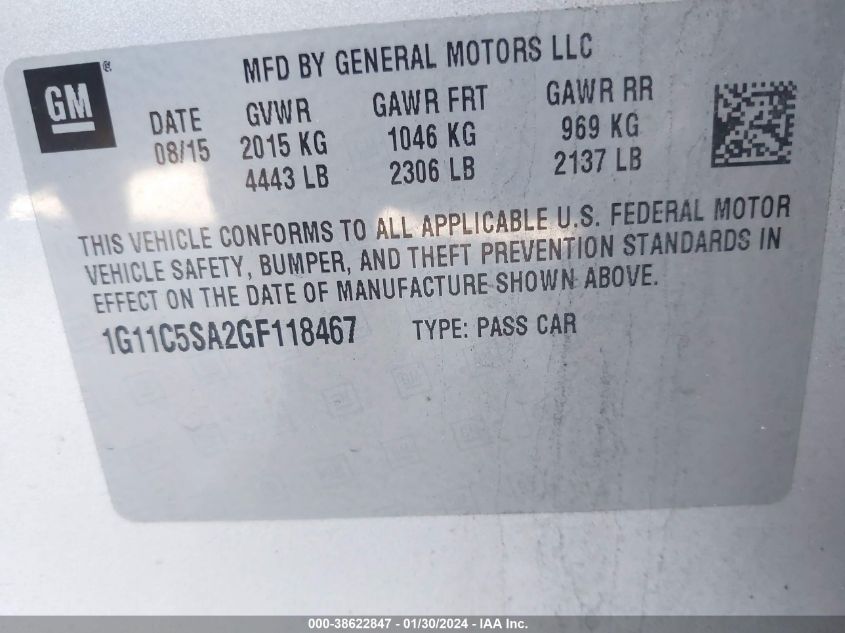 MFD BY GENERAL MOTORS LLC
GM®
DATE GVWR GAWR FRT GAWR RR
08/15 2015 KG 1046 KG 969 KG
4443 LB 2306 LB 2137 LB
THIS VEHICLE CONFORMS TO ALL APPLICABLE U.S. FEDERAL MOTOR
VEHICLE SAFETY, BUMPER, AND THEFT PREVENTION STANDARDS IN
EFFECT ON THE DATE OF MANUFACTURE SHOWN ABOVE.
1G11C5SA2GF118467 TYPE: PASS CAR
000-38622847 - 01/30/2024 - IAA Inc.